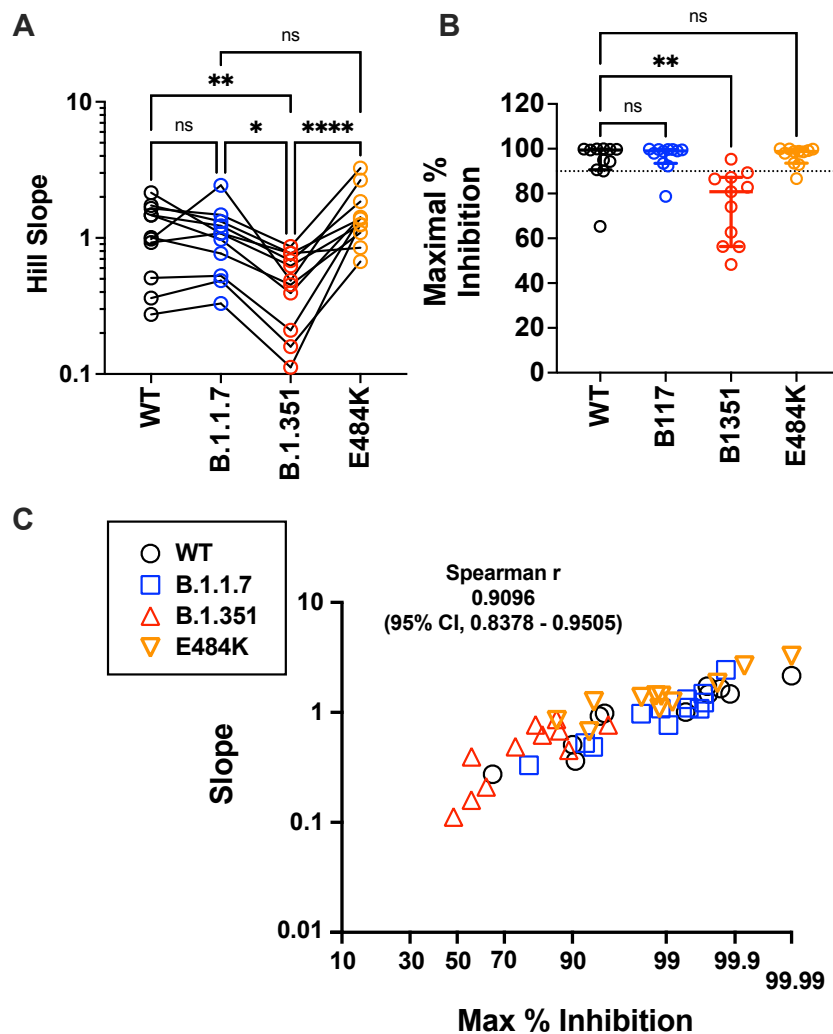 A
ns
**
ns
*
****
10
1
0.1
Hill Slope
WT
B.1.1.7
B.1.351
E484K
B
ns
**
ns
120
100
80
60
40
20
0
Maximal %
Inhibition
WT
B117
B1351
E484K
C
WT
B.1.1.7
B.1.351
E484K
Spearman r
0.9096
(95% CI, 0.8378 - 0.9505)
10
1
0.1
0.01
Slope
10
30
50
70
90
99
99.9
99.99
Max % Inhibition